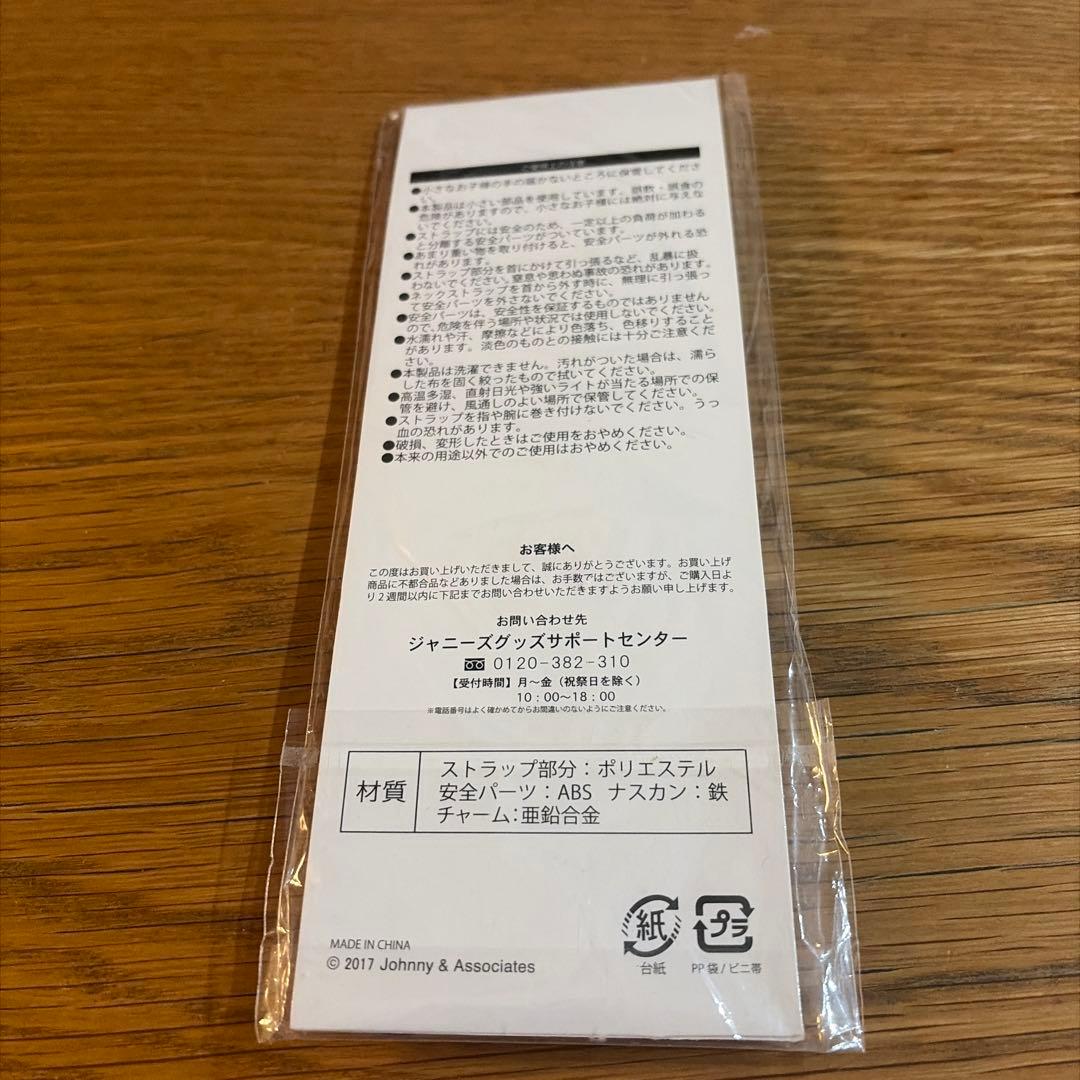 ご使用上の注意
●小さなお子様の手の届かないところに保管してくださ
い。
●本製品は小さい部品を使用しています。誤飲・誤食の
危険がありますので、小さなお子様には絶対に与えな
いでください。
●ストラップには安全のため、一定以上の負荷が加わる
と分離する安全パーツがついています。
●あまり重い物を取り付けると、安全パーツが外れる恐
れがあります。
●ストラップ部分を首にかけて引っ張るなど、乱暴に扱
わないでください。窒息や思わぬ事故の恐れがあります。
●ネックストラップを首から外す時に、無理に引っ張っ
て安全パーツを外さないでください。
●安全パーツは、安全性を保証するものではありません
ので、危険を伴う場所や状況では使用しないでください。
●水濡れや汗、摩擦などにより色落ち、色移りすること
があります。淡色のものとの接触には十分ご注意くだ
さい。
●本製品は洗濯できません。汚れがついた場合は、濡ら
した布を固く絞ったもので拭いてください。
●高温多湿、直射日光や強いライトが当たる場所での保
管を避け、風通しのよい場所で保管してください。
●ストラップを指や腕に巻き付けないでください。うっ
血の恐れがあります。
●破損、変形したときはご使用をおやめください。
●本来の用途以外でのご使用はおやめください。
お客様へ
この度はお買い上げいただきまして、誠にありがとうございます。お買い上げ
商品に不都合品などありました場合は、お手数ではございますが、ご購入日よ
り2週間以内に下記までお問い合わせいただきますようお願い申し上げます。
お問い合わせ先
ジャニーズグッズサポートセンター
0120-382-310
【受付時間】月〜金（祝祭日を除く）
10：00〜18：00
※電話番号はよく確かめてからお間違いのないようにご注意ください。
材質
ストラップ部分：ポリエステル
安全パーツ：ABS ナスカン：鉄
チャーム：亜鉛合金
紙
プラ
台紙
PP袋/ビニ帯
MADE IN CHINA
© 2017 Johnny & Associates